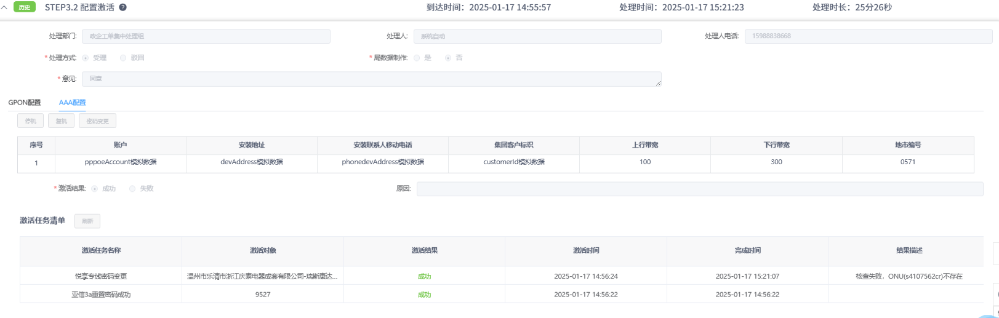 历史 STEP3.2 配置激活 ? 到达时间：2025-01-17 14:55:57 处理时间：2025-01-17 15:21:23 处理时长：25分26秒
处理部门: 政企工单集中处理组 处理人: 系统自动 处理人电话: 15988838668
* 处理方式: 受理 驳回 * 局数据制作: 是 否
* 意见: 同意
GPON配置 AAA配置
停机 复机 密码变更
序号 账户 安装地址 安装联系人移动电话 集团客户标识 上行带宽 下行带宽 地市编号
1 pppoeAccount模拟数据 devAddress模拟数据 phonedevAddress模拟数据 customerId模拟数据 100 300 0571
* 激活结果: 成功 失败 原因:
激活任务清单 刷新
激活任务名称 激活对象 激活结果 激活时间 完成时间 结果描述
悦享专线密码变更 温州市乐清市浙江庆泰电器成套有限公司-瑞斯康达... 成功 2025-01-17 14:56:24 2025-01-17 15:21:07 核查失败，ONU(s4107562cr)不存在
亚信3a重置密码成功 9527 成功 2025-01-17 14:56:22 2025-01-17 14:56:22